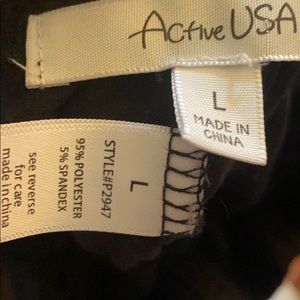 Active USA
L
MADE IN
CHINA
L
STYLE#P2947
95% POLYESTER
5% SPANDEX
see reverse
for care
made in china